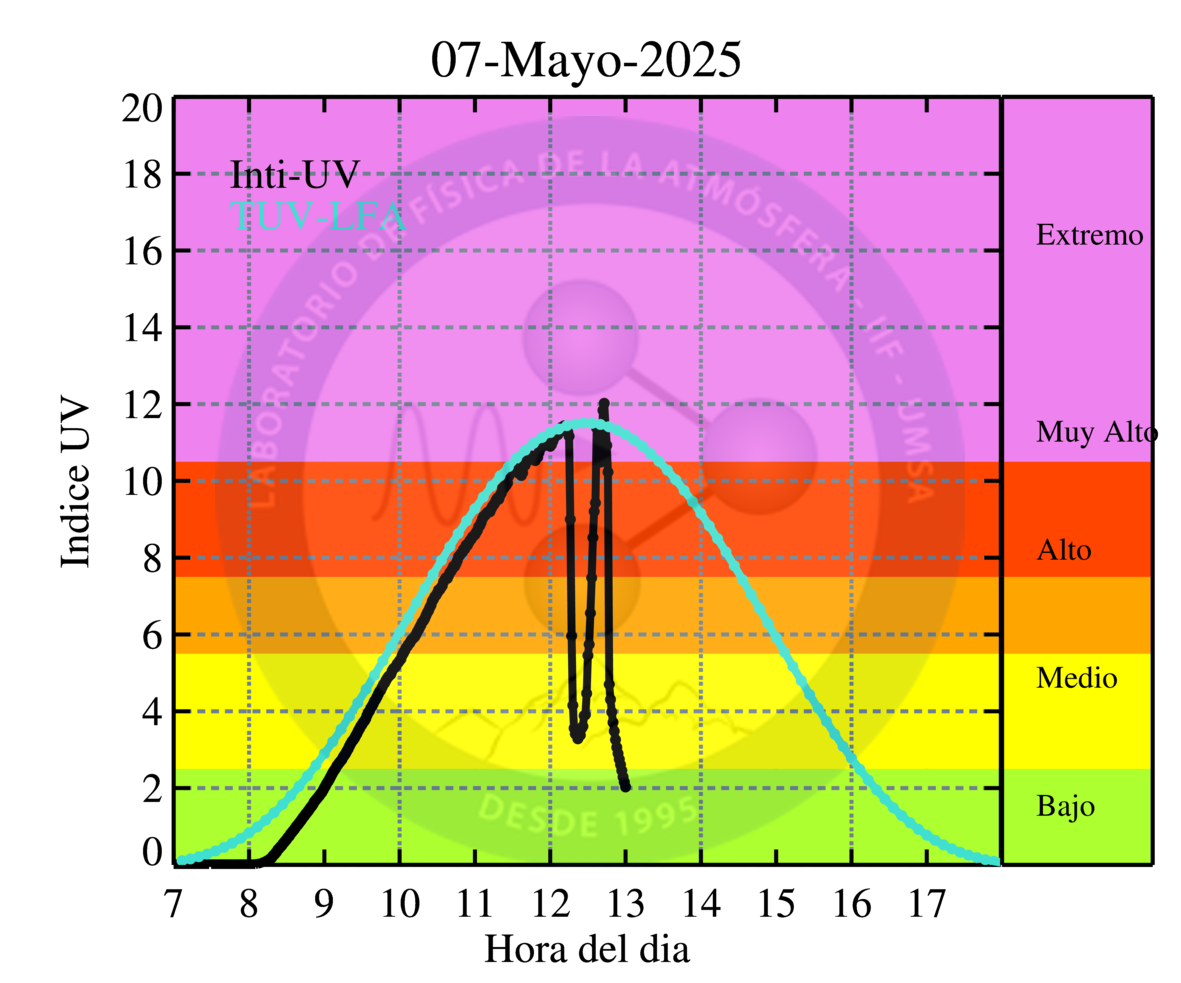 07-Mayo-2025
Indice UV
20
18
16
14
12
10
8
6
4
2
0
Inti-UV
TUV-LFA
LABORATORIO DE FÍSICA DE LA ATMÓSFERA - IIF - UMSA
DESDE 1995
Extremo
Muy Alto
Alto
Medio
Bajo
7 8 9 10 11 12 13 14 15 16 17
Hora del dia